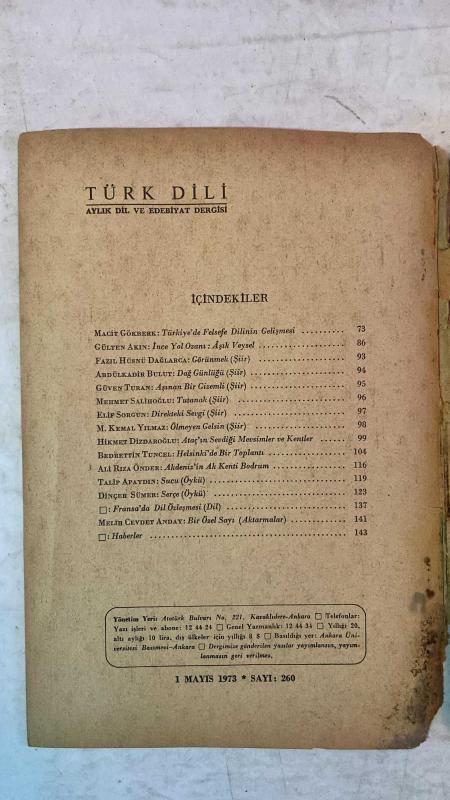 TÜRK DİLİ
AYLIK DİL VE EDEBİYAT DERGİSİ
İÇİNDEKİLER
MACİT GÖKBERK: Türkiye'de Felsefe Dilinin Gelişmesi .......... 73
GÜLTEN AKIN: İnce Yol Ozanı: Âşık Veysel .................... 86
FAZIL HÜSNÜ DAĞLARCA: Görünmek (Şiir) .................... 93
ABDÜLKADİR BULUT: Dağ Günlüğü (Şiir) .................... 94
GÜVEN TURAN: Aşınan Bir Gizemli (Şiir) .................... 95
MEHMET SALİHOĞLU: Tutanak (Şiir) .................... 96
ELİF SORGUN: Direkteki Sevgi (Şiir) .................... 97
M. KEMAL YILMAZ: Ölmeyen Gelsin (Şiir) .................... 98
HİKMET DİZDAROĞLU: Ataç'ın Sevdiği Mevsimler ve Kentler ...... 99
BEDRETTİN TUNCEL: Helsinki'de Bir Toplantı .................... 104
ALİ RIZA ÖNDER: Akdeniz'in Ak Kenti Bodrum .................... 116
TALİP APAYDIN: Sucu (Öykü) .................... 119
DİNÇER SÜMER: Serçe (Öykü) .................... 123
□: Fransa'da Dil Özleşmesi (Dil) .................... 137
MELİH CEVDET ANDAY: Bir Özel Sayı (Aktarmalar) .................... 141
□: Haberler .................... 143
Yönetim Yeri: Atatürk Bulvarı No. 221, Kavaklıdere-Ankara □ Telefonlar:
Yazı işleri ve abone: 12 44 24 □ Genel Yazmanlık: 12 44 34 □ Yıllığı 20,
altı aylığı 10 lira, dış ülkeler için yıllığı 8 $ □ Basıldığı yer: Ankara Üni-
versitesi Basımevi-Ankara □ Dergimize gönderilen yazılar yayımlansın, yayım-
lanmasın geri verilmez.
1 MAYIS 1973 * SAYI: 260